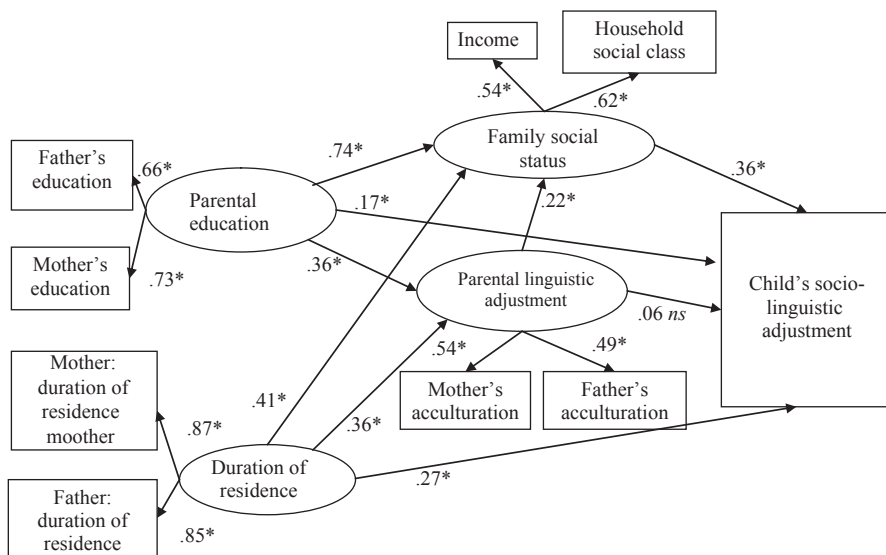 Income
Household
social class
.54*
.62*
Family social
status
Father's
education
.66*
.74*
.36*
Parental
education
.17*
.22*
Mother's
education
.73*
.36*
Parental linguistic
adjustment
Child's socio-
linguistic
adjustment
.06 ns
.54*
.49*
Mother's
acculturation
Father's
acculturation
Mother:
duration of
residence
moother
.41*
.36*
.87*
Duration of
residence
.27*
Father:
duration of
residence
.85*